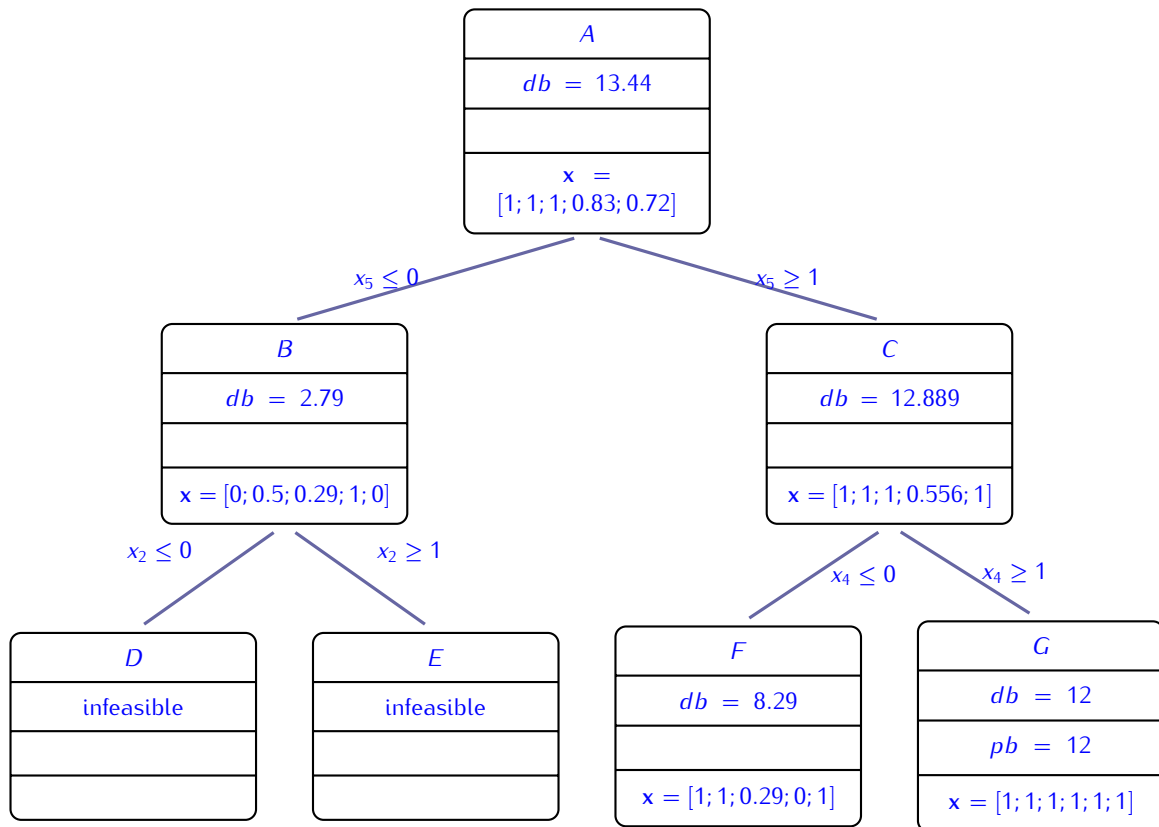 A
db = 13.44
x =
[1; 1; 1; 0.83; 0.72]
x₅ ≤ 0
x₅ ≥ 1
B
db = 2.79
x = [0; 0.5; 0.29; 1; 0]
C
db = 12.889
x = [1; 1; 1; 0.556; 1]
x₂ ≤ 0
x₂ ≥ 1
x₄ ≤ 0
x₄ ≥ 1
D
infeasible
E
infeasible
F
db = 8.29
x = [1; 1; 0.29; 0; 1]
G
db = 12
pb = 12
x = [1; 1; 1; 1; 1; 1]